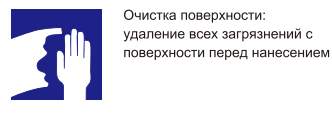 Очистка поверхности:
удаление всех загрязнений с
поверхности перед нанесением